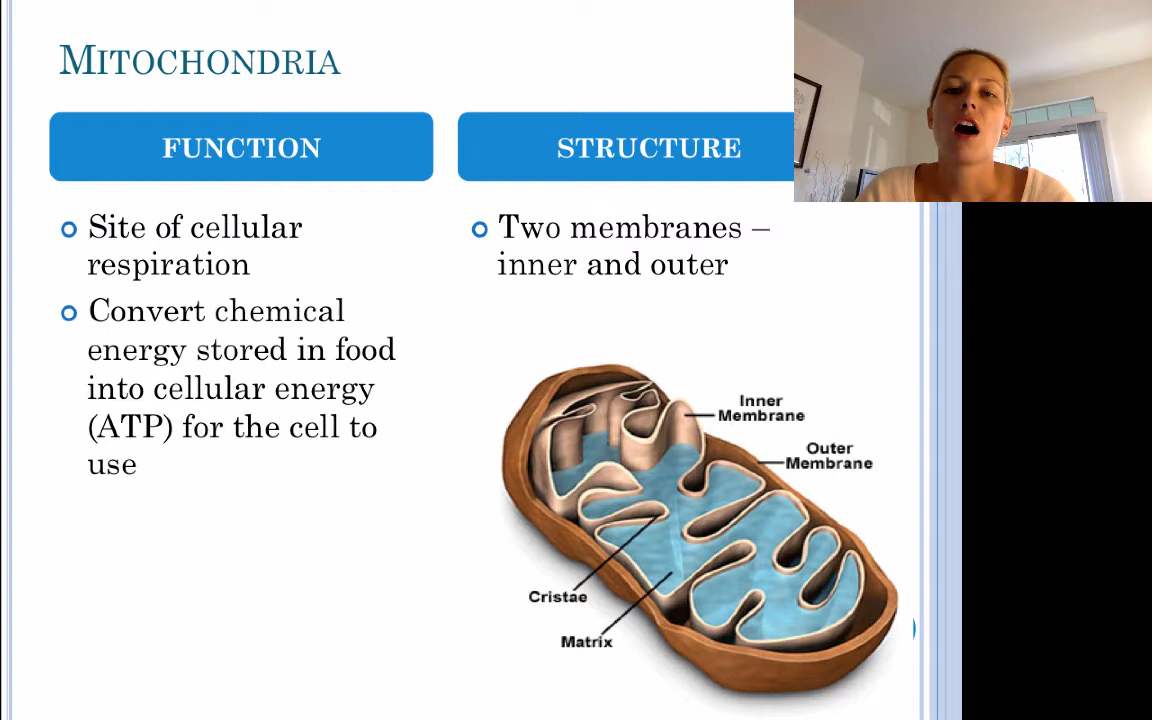 MITOCHONDRIA
FUNCTION
Site of cellular
respiration
Convert chemical
energy stored in food
into cellular energy
(ATP) for the cell to
use
STRUCTURE
Two membranes –
inner and outer
Inner
Membrane
Outer
Membrane
Cristae
Matrix